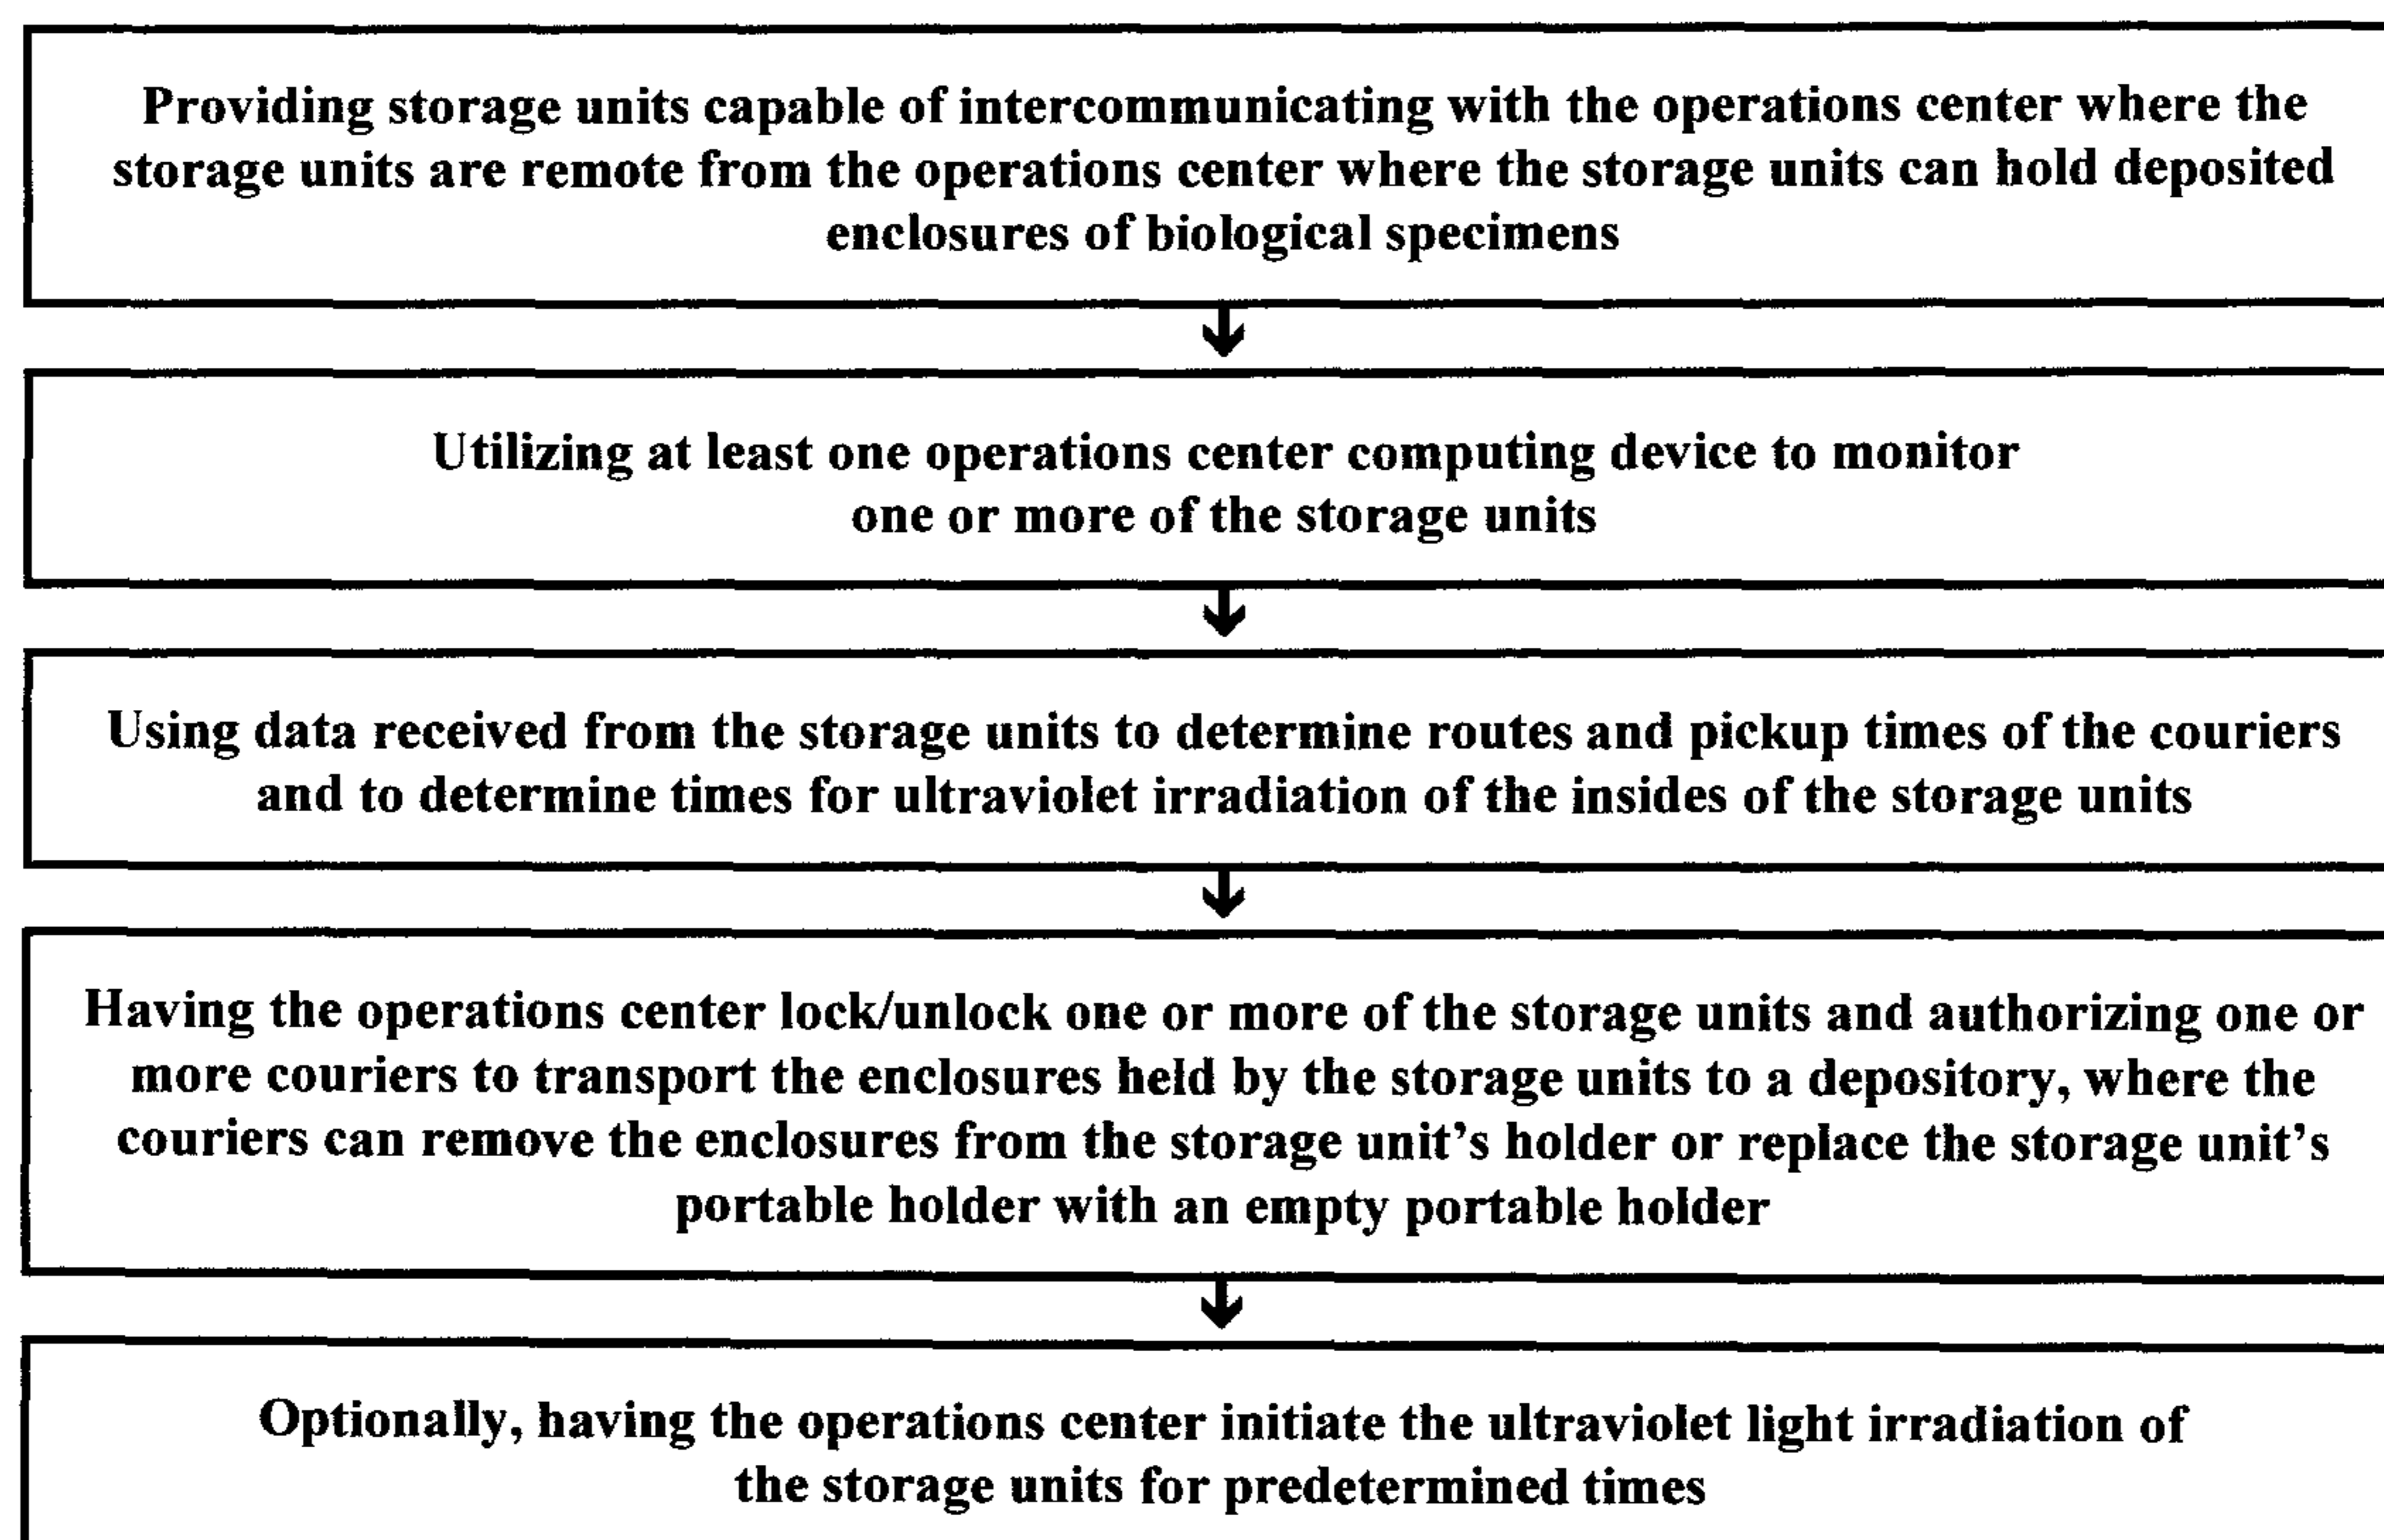 Providing storage units capable of intercommunicating with the operations center where the
storage units are remote from the operations center where the storage units can hold deposited
enclosures of biological specimens
Utilizing at least one operations center computing device to monitor
one or more of the storage units
Using data received from the storage units to determine routes and pickup times of the couriers
and to determine times for ultraviolet irradiation of the insides of the storage units
Having the operations center lock/unlock one or more of the storage units and authorizing one or
more couriers to transport the enclosures held by the storage units to a depository, where the
couriers can remove the enclosures from the storage unit's holder or replace the storage unit's
portable holder with an empty portable holder
Optionally, having the operations center initiate the ultraviolet light irradiation of
the storage units for predetermined times